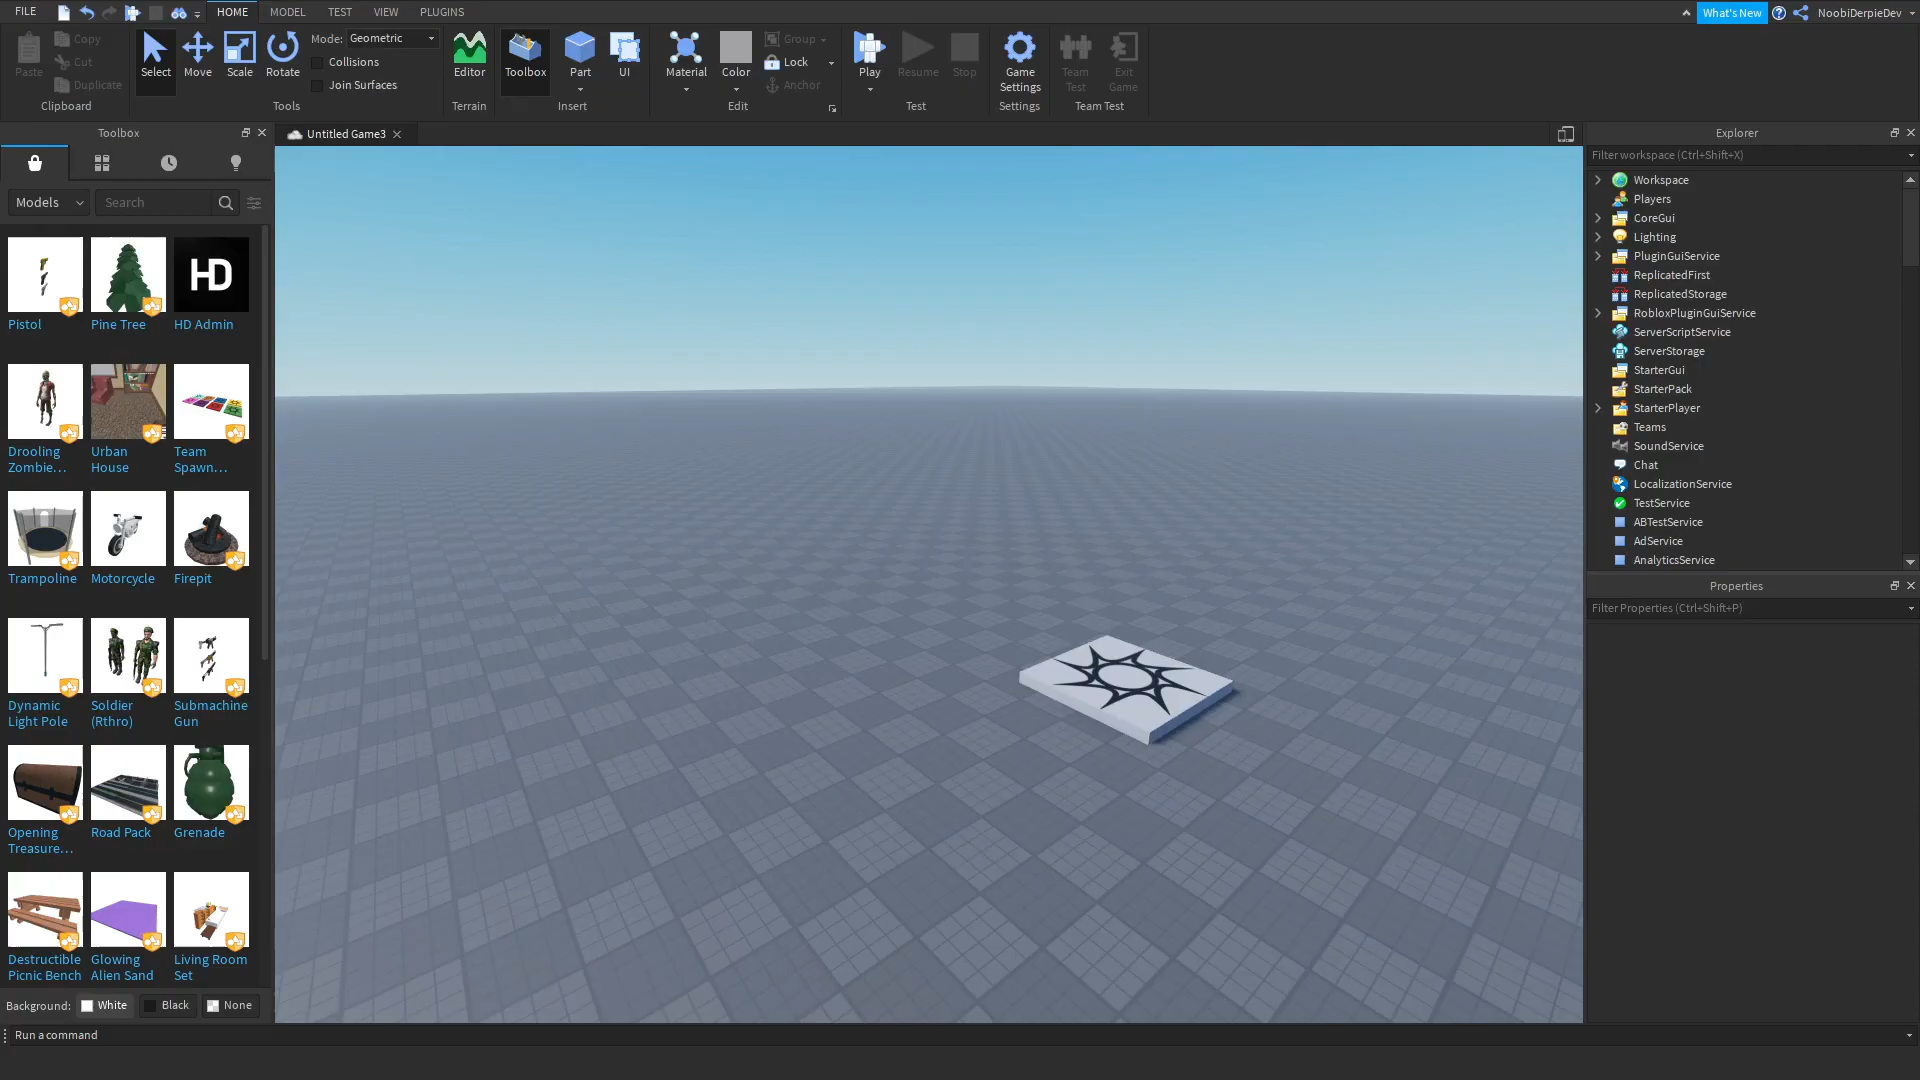 FILE HOME MODEL TEST VIEW PLUGINS What's New NoobiDerpieDev
Copy
Cut
Duplicate
Paste
Clipboard
Select Move Scale Rotate
Mode: Geometric
Collisions
Join Surfaces
Tools
Editor
Terrain
Toolbox Part UI
Insert
Material Color
Group
Lock
Anchor
Edit
Play Resume Stop
Test
Game
Settings
Settings
Team
Test
Exit
Game
Team Test
Toolbox
Models Search
Pistol Pine Tree HD Admin
HD
Drooling
Zombie...
Urban
House
Team
Spawn...
Trampoline Motorcycle Firepit
Dynamic
Light Pole
Soldier
(Rthro)
Submachine
Gun
Opening
Treasure...
Road Pack Grenade
Destructible
Picnic Bench
Glowing
Alien Sand
Living Room
Set
Background: White Black None
Run a command
Untitled Game3
Explorer
Filter workspace (Ctrl+Shift+X)
Workspace
Players
CoreGui
Lighting
PluginGuiService
ReplicatedFirst
ReplicatedStorage
RobloxPluginGuiService
ServerScriptService
ServerStorage
StarterGui
StarterPack
StarterPlayer
Teams
SoundService
Chat
LocalizationService
TestService
ABTestService
AdService
AnalyticsService
Properties
Filter Properties (Ctrl+Shift+P)